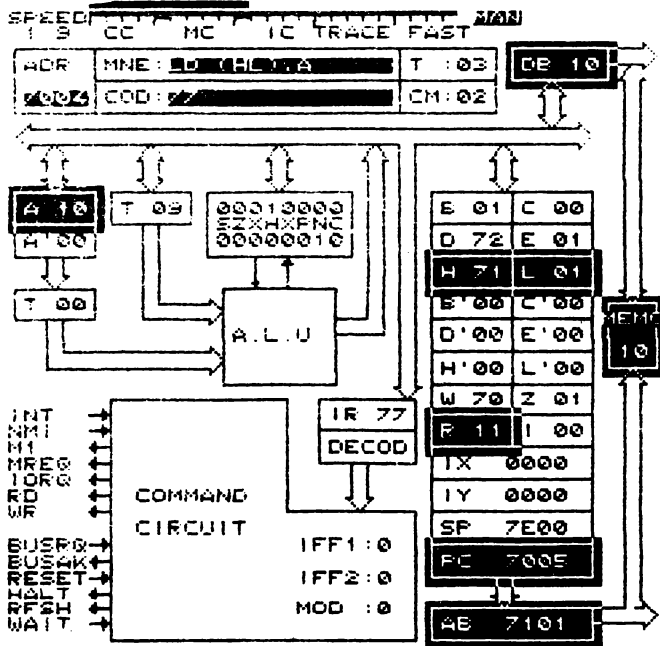 SPEED MAN
1 9 CC MC IC TRACE FAST
ADR MNE: LD (HL),A T :03 DB 10
7004 COD: 77 CM:02
A 10 T 09 00010000 B 01 C 00
A'00 SZXHXPNC D 72 E 01
00000010 H 71 L 01
T 00 A.L.U B'00 C'00 MEMO
D'00 E'00 10
H'00 L'00
INT IR 77 W 70 Z 01
NMI DECOD R 11 I 00
M1 IX 0000
MREQ IY 0000
IORQ SP 7E00
RD COMMAND PC 7005
WR CIRCUIT AB 7101
BUSRQ IFF1:0
BUSAK
RESET IFF2:0
HALT
RFSH MOD :0
WAIT